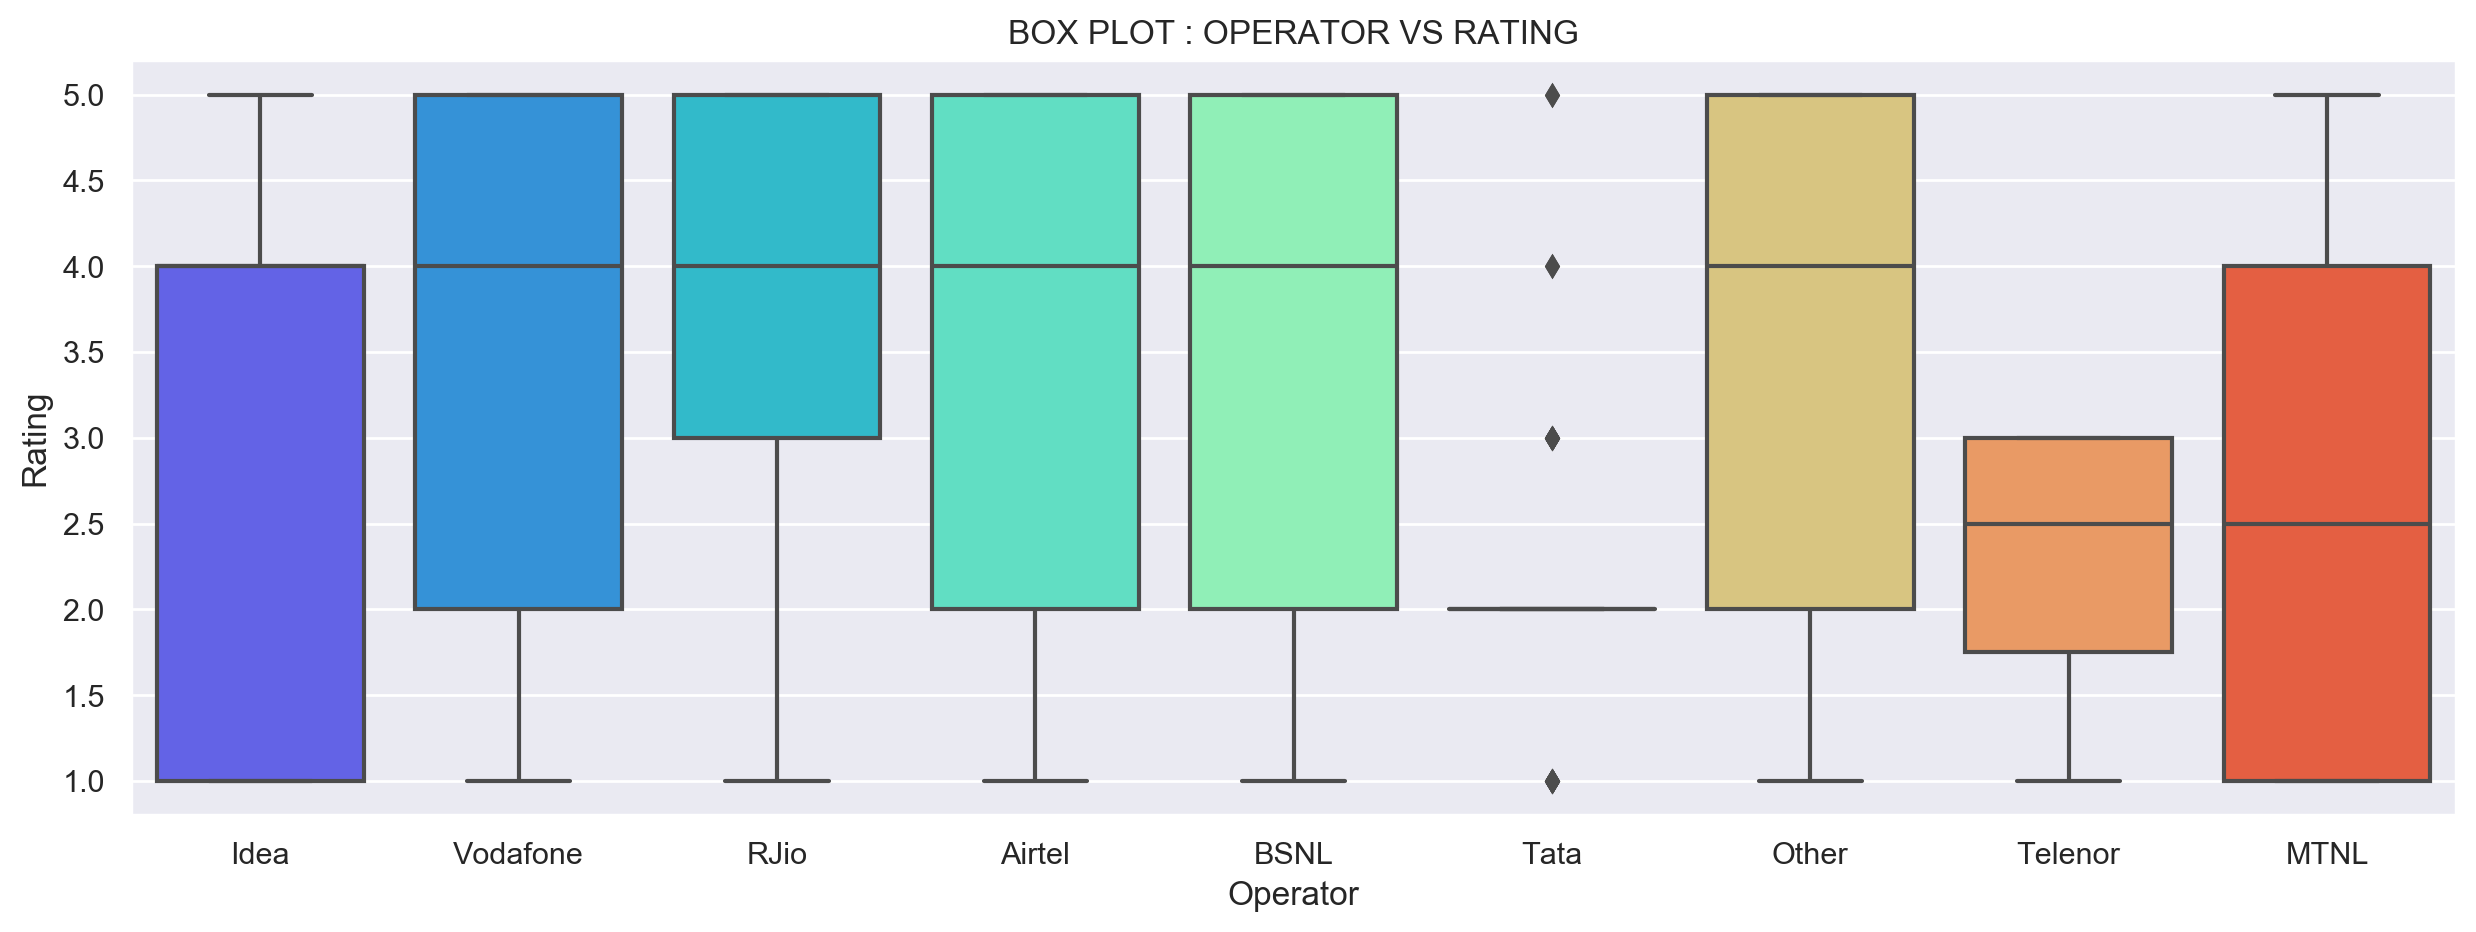 BOX PLOT : OPERATOR VS RATING
5.0
4.5
4.0
3.5
3.0
2.5
2.0
1.5
1.0
Rating
Idea Vodafone RJio Airtel BSNL Tata Other Telenor MTNL
Operator